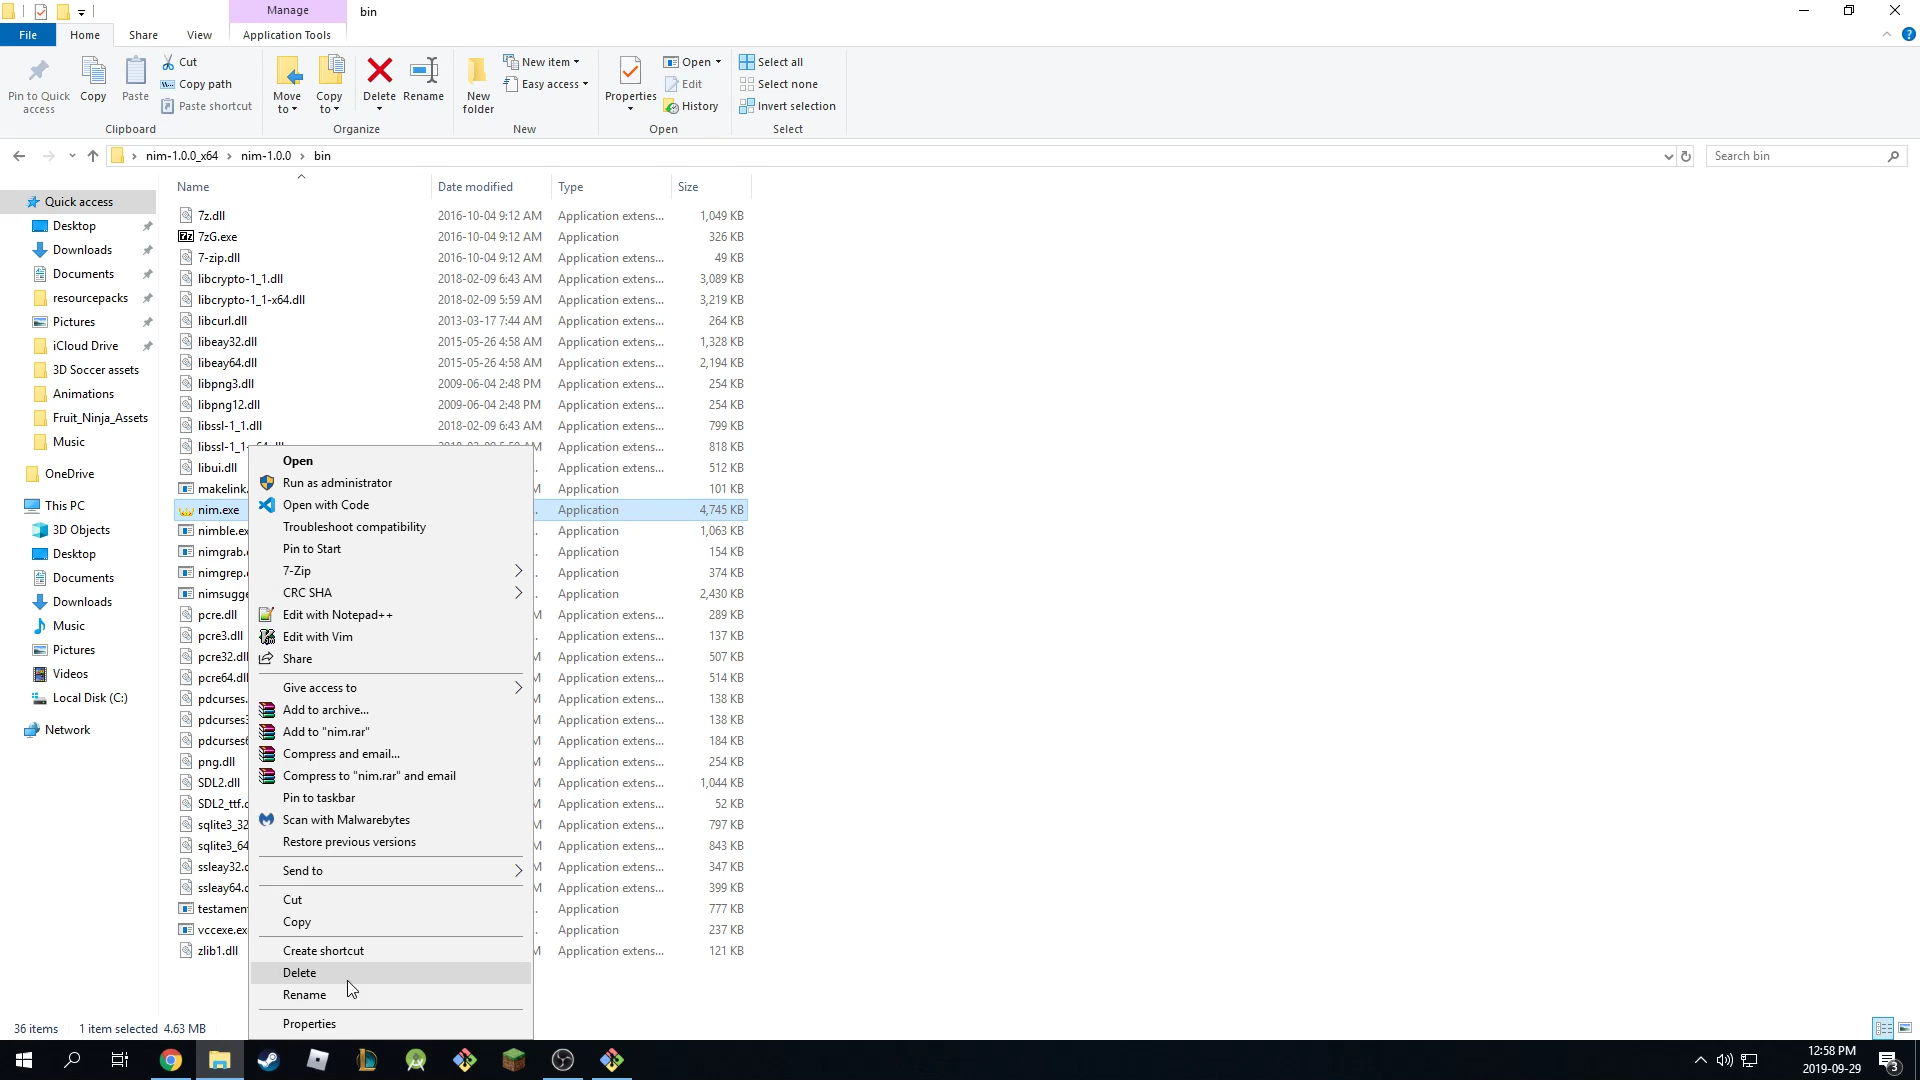 Manage
bin
File
Home
Share
View
Application Tools
Pin to Quick access
Copy
Paste
Cut
Copy path
Paste shortcut
Clipboard
Move to
Copy to
Delete
Rename
Organize
New folder
New item
Easy access
New
Properties
Open
Edit
History
Open
Select all
Select none
Invert selection
Select
nim-1.0.0_x64 › nim-1.0.0 › bin
Search bin
Quick access
Desktop
Downloads
Documents
resourcepacks
Pictures
iCloud Drive
3D Soccer assets
Animations
Fruit_Ninja_Assets
Music
OneDrive
This PC
3D Objects
Desktop
Documents
Downloads
Music
Pictures
Videos
Local Disk (C:)
Network
Name Date modified Type Size
7z.dll 2016-10-04 9:12 AM Application extens... 1,049 KB
7zG.exe 2016-10-04 9:12 AM Application 326 KB
7-zip.dll 2016-10-04 9:12 AM Application extens... 49 KB
libcrypto-1_1.dll 2018-02-09 6:43 AM Application extens... 3,089 KB
libcrypto-1_1-x64.dll 2018-02-09 5:59 AM Application extens... 3,219 KB
libcurl.dll 2013-03-17 7:44 AM Application extens... 264 KB
libeay32.dll 2015-05-26 4:58 AM Application extens... 1,328 KB
libeay64.dll 2015-05-26 4:58 AM Application extens... 2,194 KB
libpng3.dll 2009-06-04 2:48 PM Application extens... 254 KB
libpng12.dll 2009-06-04 2:48 PM Application extens... 254 KB
libssl-1_1.dll 2018-02-09 6:43 AM Application extens... 799 KB
libssl-1_1- Application extens... 818 KB
libui.dll Application extens... 512 KB
makelink. Application 101 KB
nim.exe Application 4,745 KB
nimble.ex Application 1,063 KB
nimgrab. Application 154 KB
nimgrep. Application 374 KB
nimsugge Application 2,430 KB
pcre.dll Application extens... 289 KB
pcre3.dll Application extens... 137 KB
pcre32.dll Application extens... 507 KB
pcre64.dll Application extens... 514 KB
pdcurses. Application extens... 138 KB
pdcurses3 Application extens... 138 KB
pdcurses6 Application extens... 184 KB
png.dll Application extens... 254 KB
SDL2.dll Application extens... 1,044 KB
SDL2_ttf. Application extens... 52 KB
sqlite3_32 Application extens... 797 KB
sqlite3_64 Application extens... 843 KB
ssleay32. Application extens... 347 KB
ssleay64. Application extens... 399 KB
testamen Application 777 KB
vccexe.ex Application 237 KB
zlib1.dll Application extens... 121 KB
Open
Run as administrator
Open with Code
Troubleshoot compatibility
Pin to Start
7-Zip
CRC SHA
Edit with Notepad++
Edit with Vim
Share
Give access to
Add to archive...
Add to "nim.rar"
Compress and email...
Compress to "nim.rar" and email
Pin to taskbar
Scan with Malwarebytes
Restore previous versions
Send to
Cut
Copy
Create shortcut
Delete
Rename
Properties
36 items 1 item selected 4.63 MB
12:58 PM
2019-09-29
3